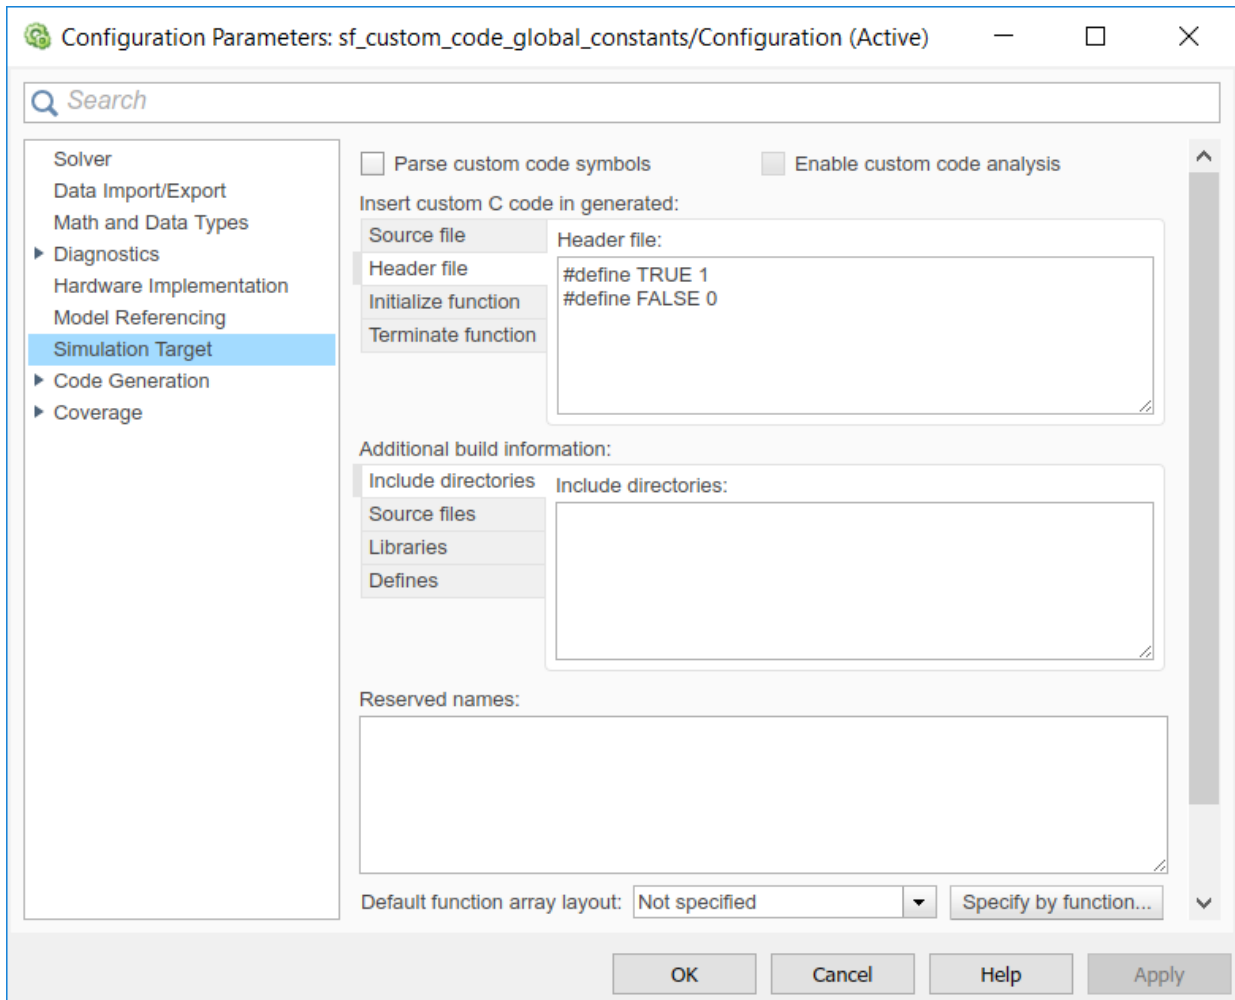 Configuration Parameters: sf_custom_code_global_constants/Configuration (Active)
Search
Solver
Data Import/Export
Math and Data Types
Diagnostics
Hardware Implementation
Model Referencing
Simulation Target
Code Generation
Coverage
Parse custom code symbols
Enable custom code analysis
Insert custom C code in generated:
Source file
Header file
Initialize function
Terminate function
Header file:
#define TRUE 1
#define FALSE 0
Additional build information:
Include directories
Source files
Libraries
Defines
Include directories:
Reserved names:
Default function array layout: Not specified
Specify by function...
OK
Cancel
Help
Apply